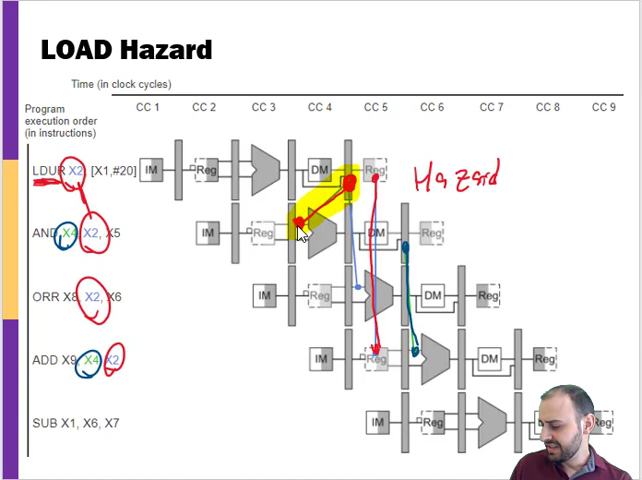 LOAD Hazard
Time (in clock cycles)
CC 1 CC 2 CC 3 CC 4 CC 5 CC 6 CC 7 CC 8 CC 9
Program
execution order
(in instructions)
LDUR X2, [X1,#20] IM Reg DM Reg Hazard
AND X4, X2, X5 IM Reg DM Reg
ORR X8, X2, X6 IM Reg DM Reg
ADD X9, X4, X2 IM Reg DM Reg
SUB X1, X6, X7 IM Reg DM Reg